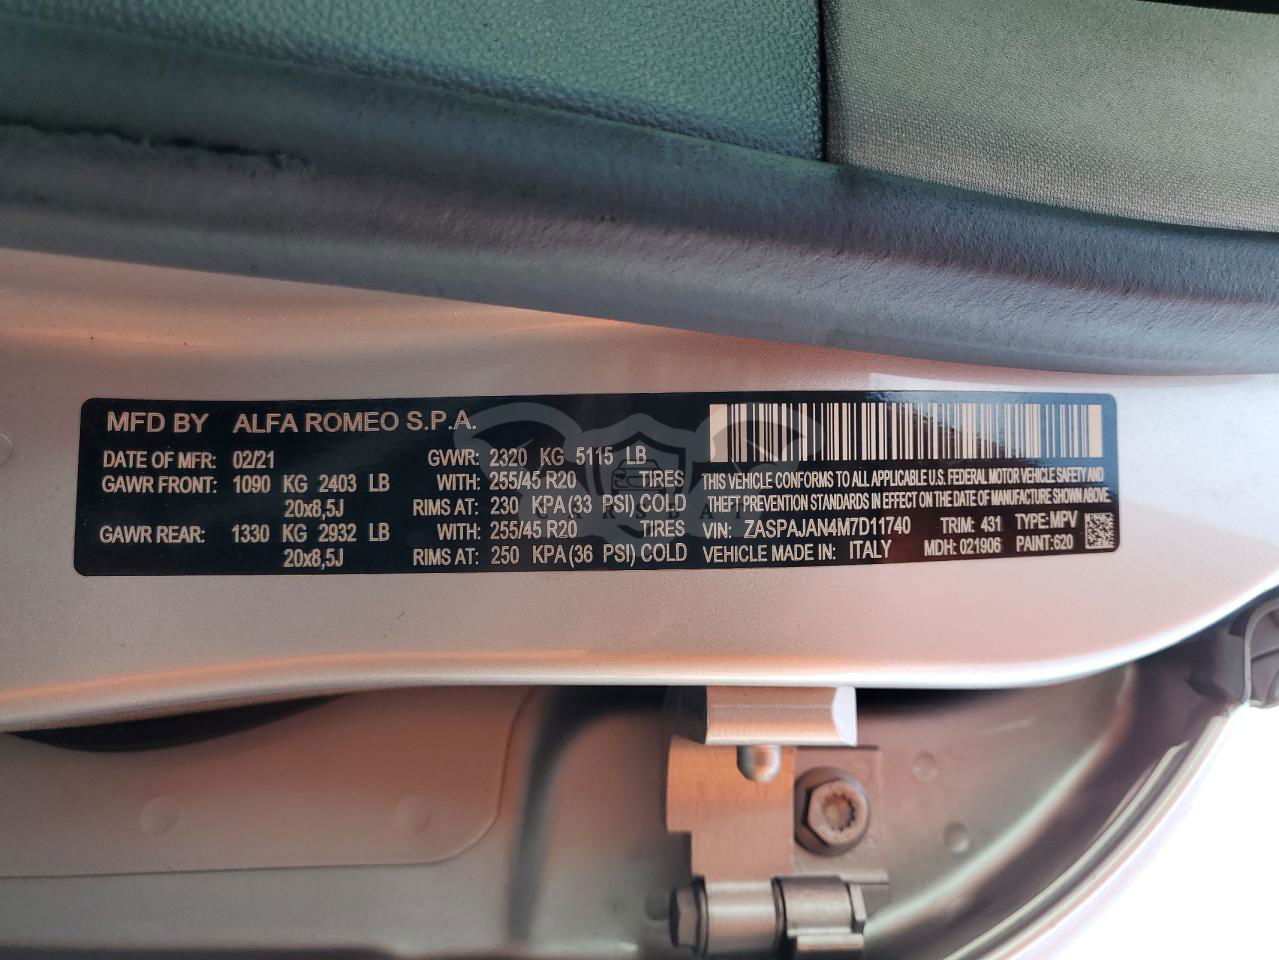 MFD BY ALFA ROMEO S.P.A.
DATE OF MFR: 02/21 GVWR: 2320 KG 5115 LB
GAWR FRONT: 1090 KG 2403 LB WITH: 255/45 R20 TIRES
20x8,5J RIMS AT: 230 KPA (33 PSI) COLD
GAWR REAR: 1330 KG 2932 LB WITH: 255/45 R20 TIRES
20x8,5J RIMS AT: 250 KPA (36 PSI) COLD
THIS VEHICLE CONFORMS TO ALL APPLICABLE U.S. FEDERAL MOTOR VEHICLE SAFETY AND
THEFT PREVENTION STANDARDS IN EFFECT ON THE DATE OF MANUFACTURE SHOWN ABOVE.
VIN: ZASPAJAN4M7D11740 TRIM: 431 TYPE: MPV
VEHICLE MADE IN: ITALY MDH: 021906 PAINT: 620